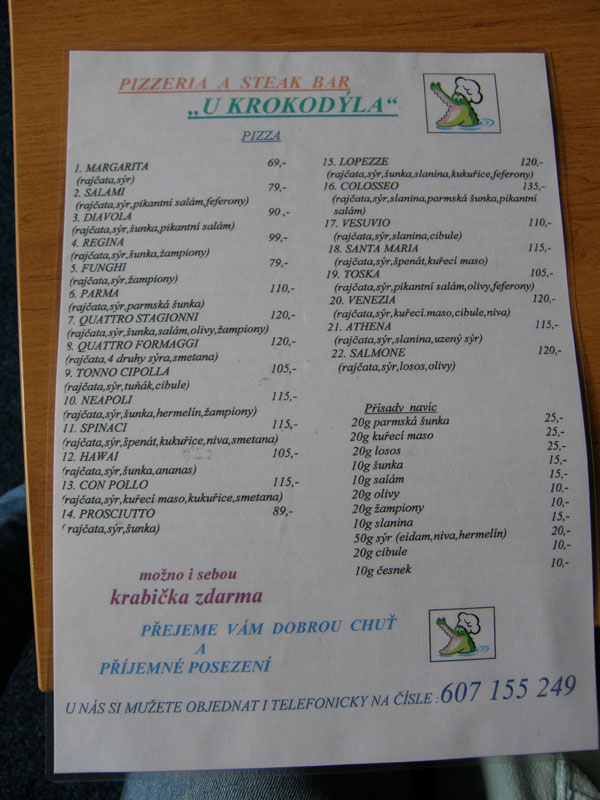 PIZZERIA A STEAK BAR
„U KROKODÝLA“
PIZZA
1. MARGARITA 69,-
(rajčata,sýr)
2. SALAMI 79,-
(rajčata,sýr,pikantni salám,feferony)
3. DIAVOLA 90,-
(rajčata,sýr,šunka,pikantní salám)
4. REGINA 99,-
(rajčata,sýr,šunka,žampiony)
5. FUNGHI 79,-
(rajčata,sýr,žampiony)
6. PARMA 110,-
(rajčata,sýr,parmská šunka)
7. QUATTRO STAGIONNI 120,-
(rajčata,sýr,šunka,salám,olivy,žampiony)
8. QUATTRO FORMAGGI 120,-
(rajčata,4 druhy sýra,smetana)
9. TONNO CIPOLLA 105,-
(rajčata,sýr,tuňák,cibule)
10. NEAPOLI 115,-
(rajčata,sýr,šunka,hermelín,žampiony)
11. SPINACI 115,-
(rajčata,sýr,špenát,kukuřice,níva,smetana)
12. HAWAI 105,-
(rajčata,sýr,šunka,ananas)
13. CON POLLO 115,-
(rajčata,sýr,kuřecí maso,kukuřice,smetana)
14. PROSCIUTTO 89,-
(rajčata,sýr,šunka)
15. LOPEZZE 120,-
(rajčata,sýr,šunka,slanina,kukuřice,feferony)
16. COLOSSEO 135,-
(rajčata,sýr,slanina,parmská šunka,pikantní
salám)
17. VESUVIO 110,-
(rajčata,sýr,slanina,cibule)
18. SANTA MARIA 115,-
(rajčata,sýr,špenát,kuřecí maso)
19. TOSKA 105,-
(rajčata,sýr,pikantní salám,olivy,feferony)
20. VENEZIA 120,-
(rajčata,sýr,kuřecí.maso,cibule,niva)
21. ATHENA 115,-
(rajčata,sýr,slanina,uzený sýr)
22. SALMONE 120,-
(rajčata,sýr,losos,olivy)
Přísady navíc
20g parmská šunka 25,-
20g kuřecí maso 25,-
20g losos 25,-
10g šunka 15,-
10g salám 15,-
20g olivy 10,-
20g žampiony 10,-
10g slanina 15,-
50g sýr (eidam,niva,hermelín) 20,-
20g cibule 10,-
10g česnek 10,-
možno i sebou
krabička zdarma
PŘEJEME VÁM DOBROU CHUŤ
A
PŘÍJEMNÉ POSEZENÍ
U NÁS SI MUŽETE OBJEDNAT I TELEFONICKY NA ČÍSLE :607 155 249